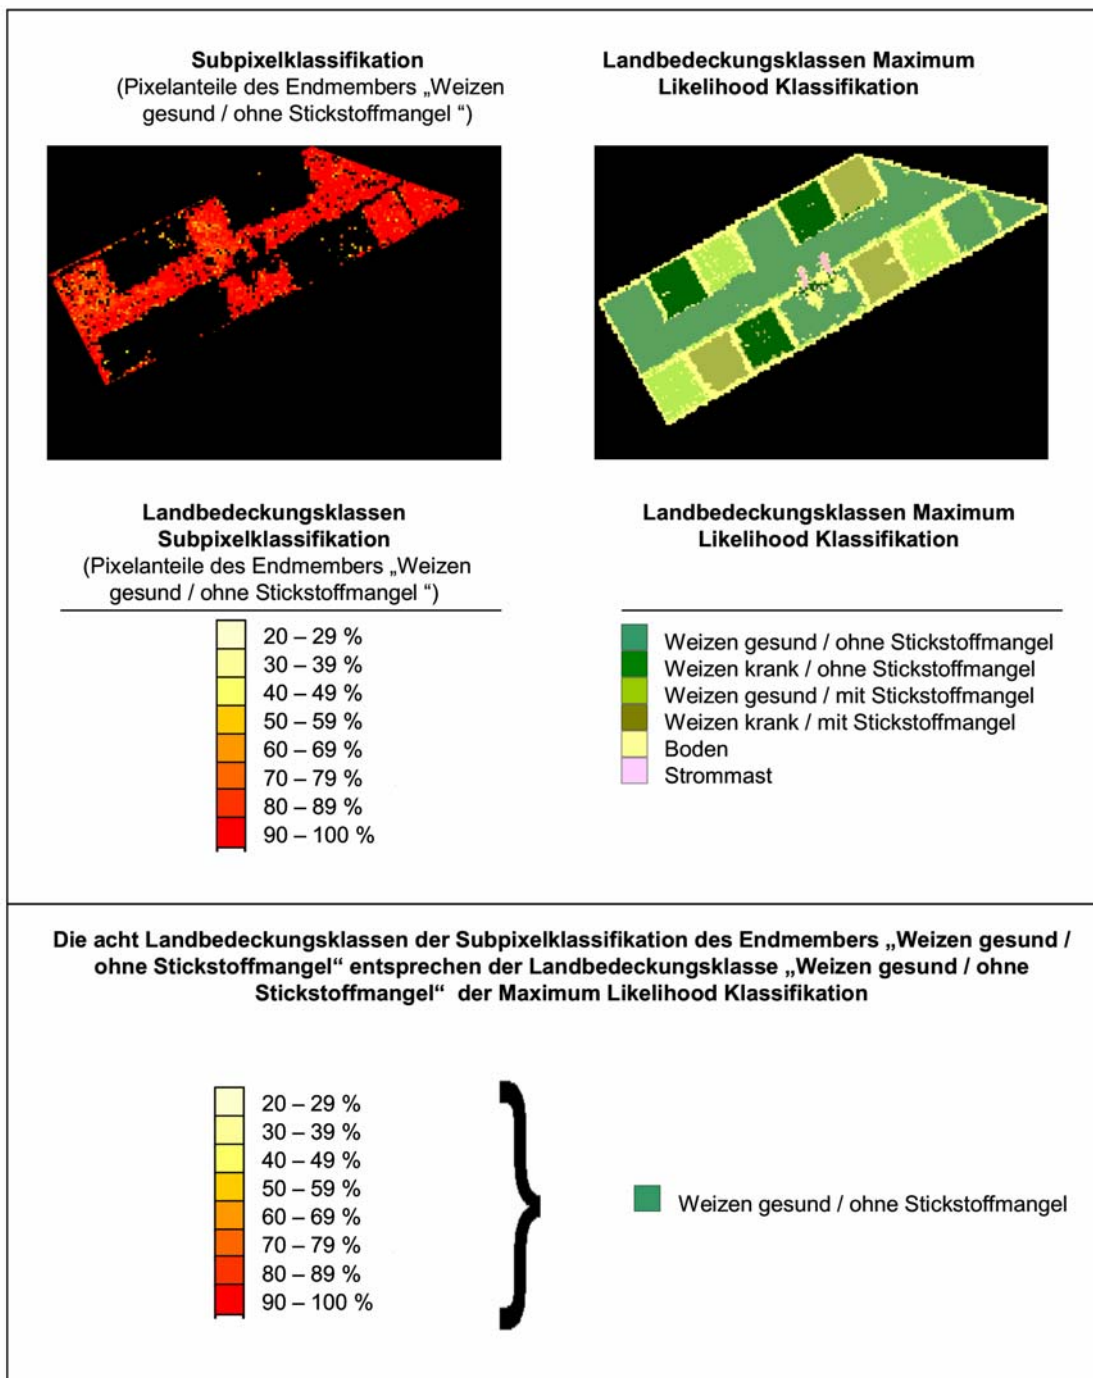 Subpixelklassifikation
(Pixelanteile des Endmembers „Weizen
gesund / ohne Stickstoffmangel “)
Landbedeckungsklassen Maximum
Likelihood Klassifikation
Landbedeckungsklassen
Subpixelklassifikation
(Pixelanteile des Endmembers „Weizen
gesund / ohne Stickstoffmangel “)
20 – 29 %
30 – 39 %
40 – 49 %
50 – 59 %
60 – 69 %
70 – 79 %
80 – 89 %
90 – 100 %
Landbedeckungsklassen Maximum
Likelihood Klassifikation
Weizen gesund / ohne Stickstoffmangel
Weizen krank / ohne Stickstoffmangel
Weizen gesund / mit Stickstoffmangel
Weizen krank / mit Stickstoffmangel
Boden
Strommast
Die acht Landbedeckungsklassen der Subpixelklassifikation des Endmembers „Weizen gesund /
ohne Stickstoffmangel“ entsprechen der Landbedeckungsklasse „Weizen gesund / ohne
Stickstoffmangel“ der Maximum Likelihood Klassifikation
20 – 29 %
30 – 39 %
40 – 49 %
50 – 59 %
60 – 69 %
70 – 79 %
80 – 89 %
90 – 100 %
Weizen gesund / ohne Stickstoffmangel